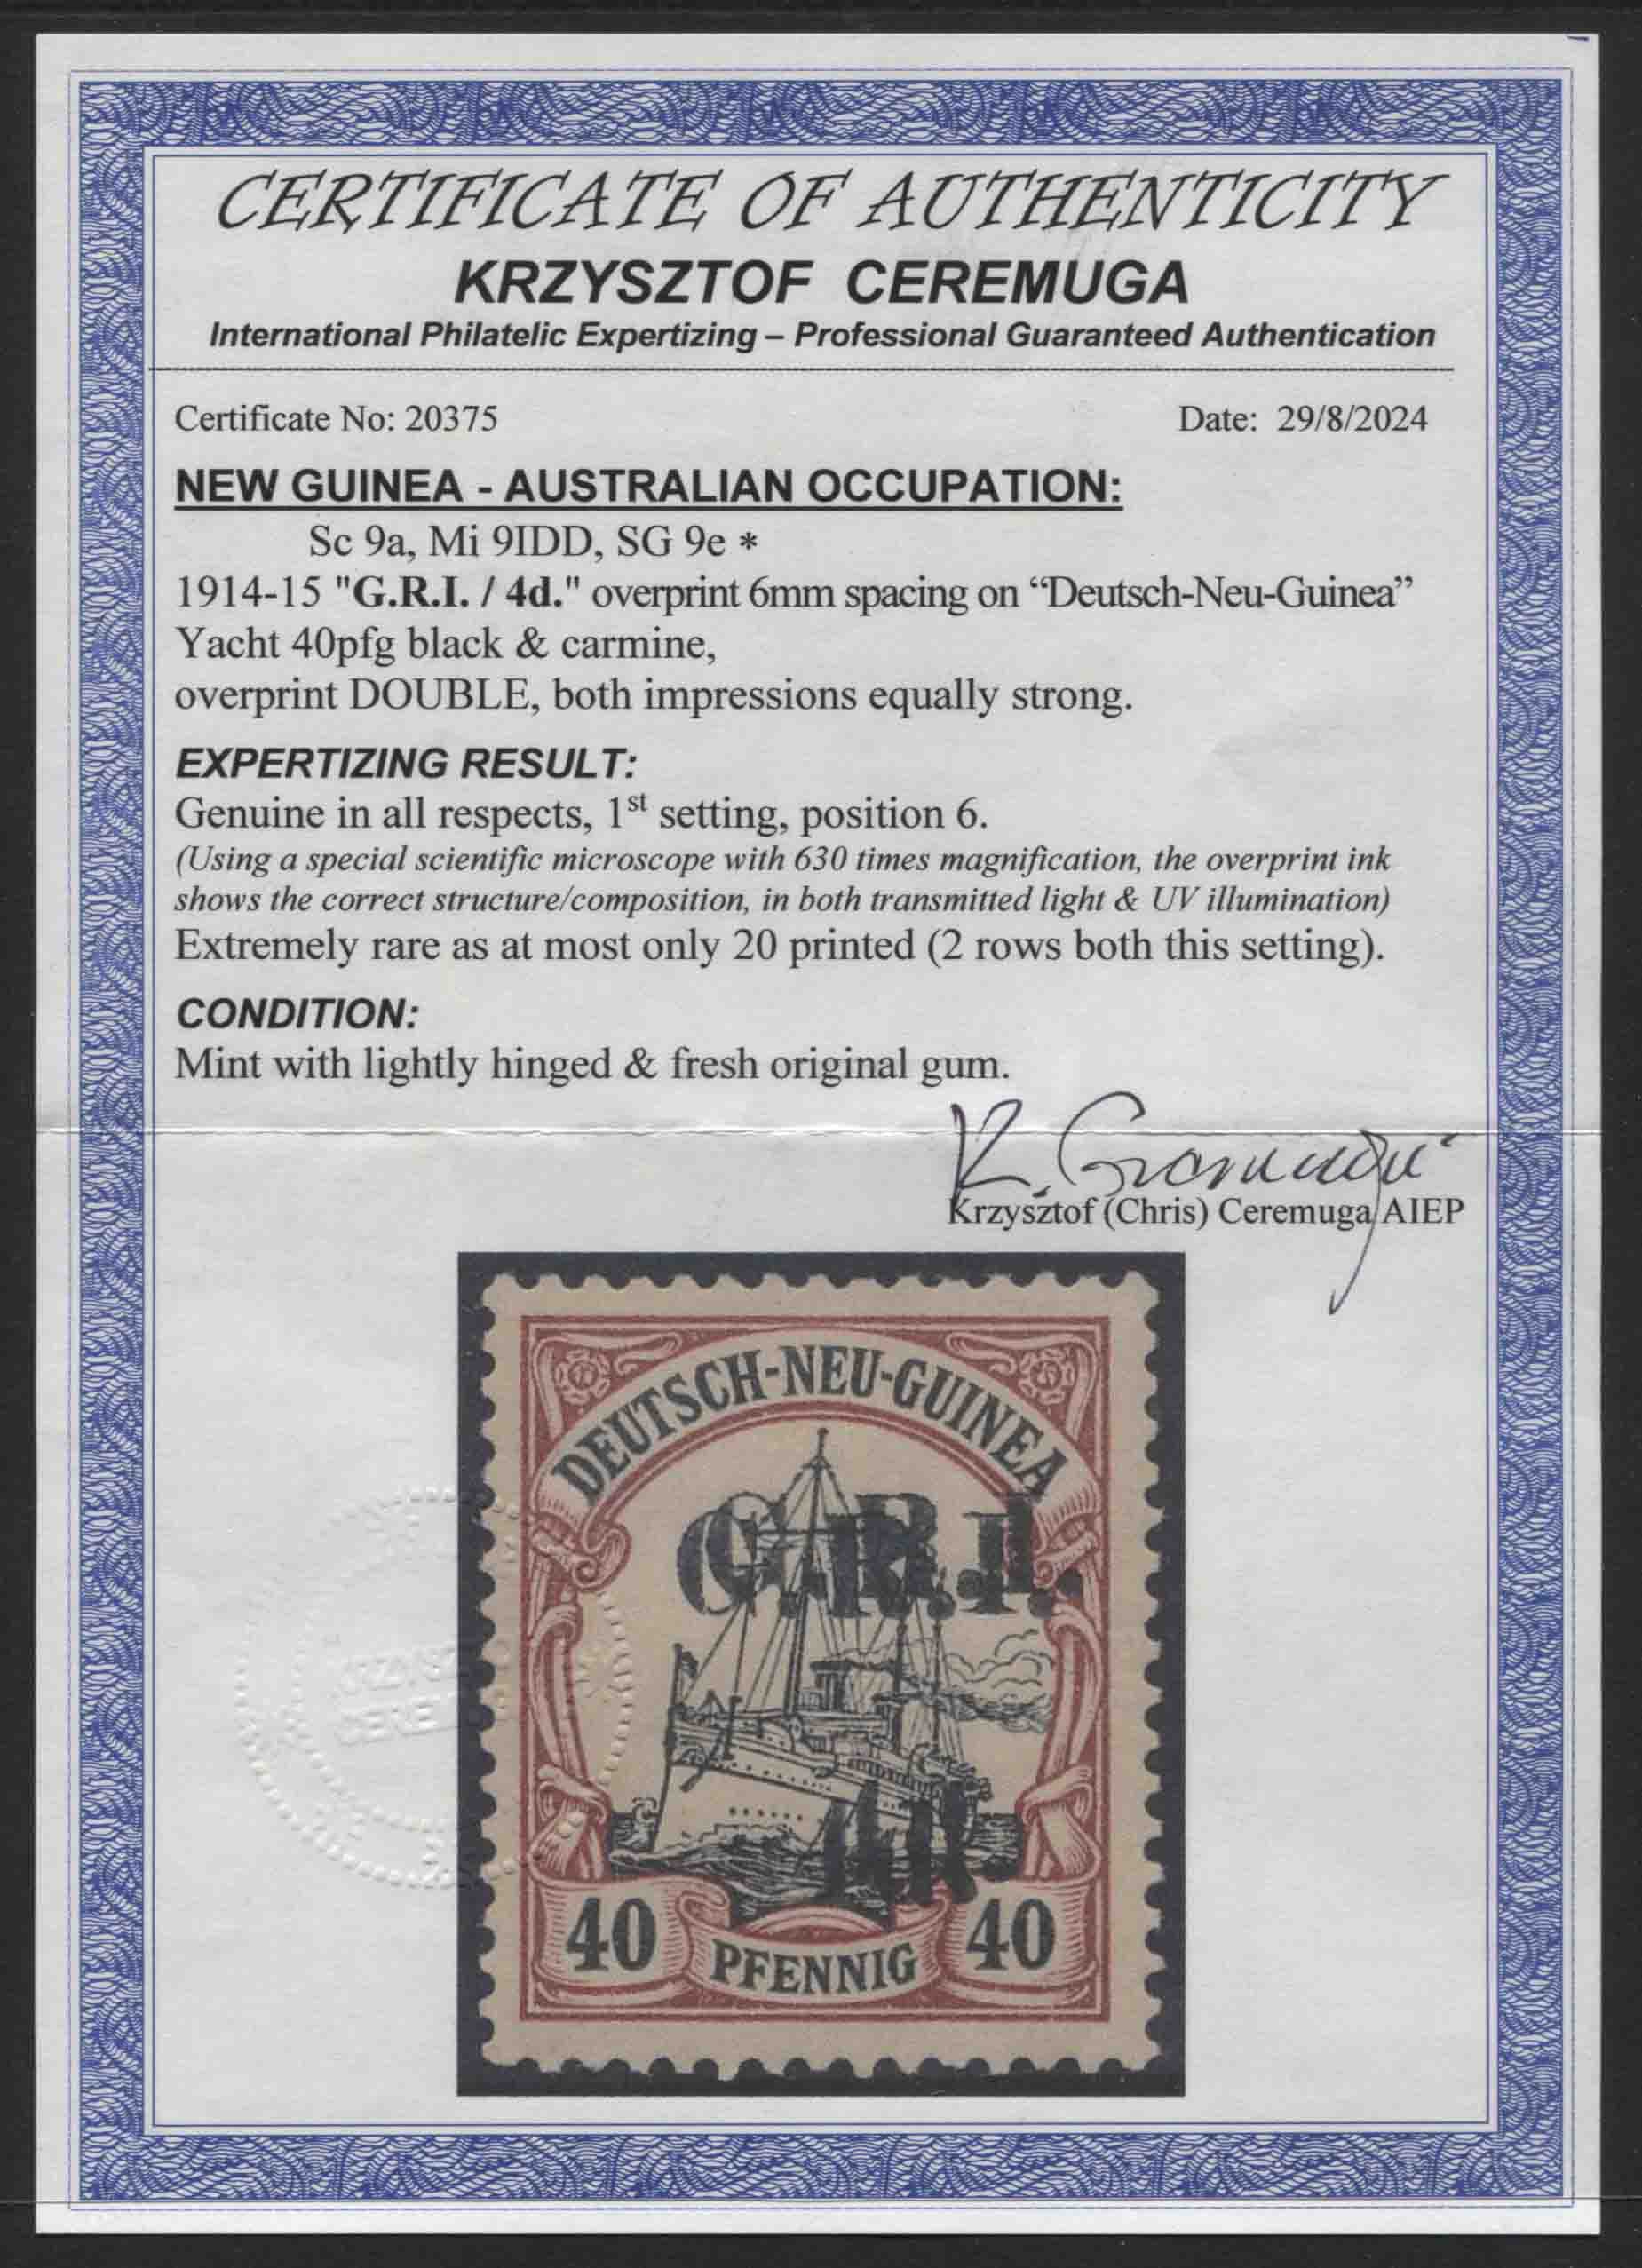 CERTIFICATE OF AUTHENTICITY
KRZYSZTOF CEREMUGA
International Philatelic Expertizing – Professional Guaranteed Authentication
Certificate No: 20375 Date: 29/8/2024
NEW GUINEA - AUSTRALIAN OCCUPATION:
Sc 9a, Mi 9IDD, SG 9e *
1914-15 "G.R.I. / 4d." overprint 6mm spacing on “Deutsch-Neu-Guinea”
Yacht 40pfg black & carmine,
overprint DOUBLE, both impressions equally strong.
EXPERTIZING RESULT:
Genuine in all respects, 1st setting, position 6.
(Using a special scientific microscope with 630 times magnification, the overprint ink
shows the correct structure/composition, in both transmitted light & UV illumination)
Extremely rare as at most only 20 printed (2 rows both this setting).
CONDITION:
Mint with lightly hinged & fresh original gum.
K. Ceremuga
Krzysztof (Chris) Ceremuga AIEP
DEUTSCH-NEU-GUINEA
G.R.I.
40 PFENNIG 40